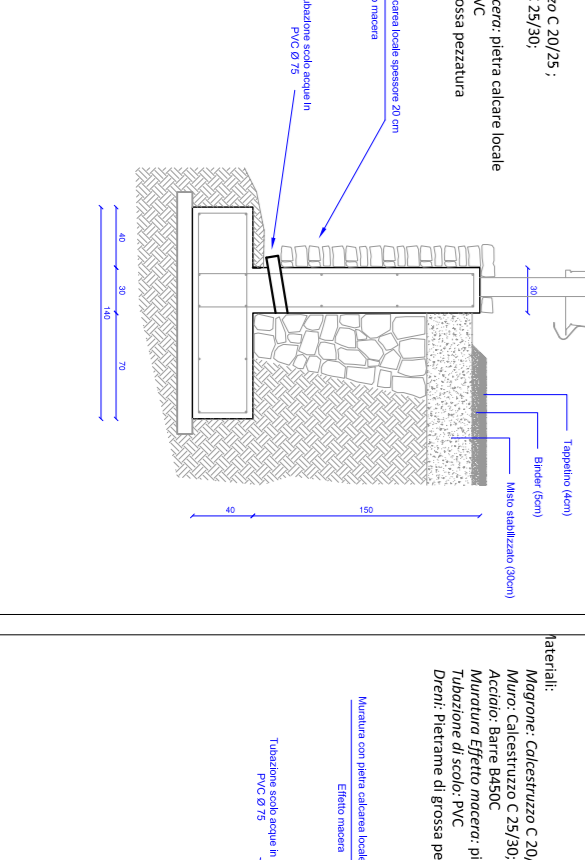 zo C 20/25 ;
25/30;
cera: pietra calcare locale
VC
ossa pezzatura
carea locale spessore 20 cm
o macera
ubazione scolo acque in
PVC Ø 75
30
Tappetino (4cm)
Binder (5cm)
Misto stabilizzato (30cm)
40
30
70
140
40
150
Materiali:
Magrone: Calcestruzzo C 20/
Muro: Calcestruzzo C 25/30;
Acciaio: Barre B450C
Muratura Effetto macera: pi
Tubazione di scolo: PVC
Dreni: Pietrame di grossa pe
Muratura con pietra calcarea locale
Effetto macera
Tubazione scolo acque in
PVC Ø 75